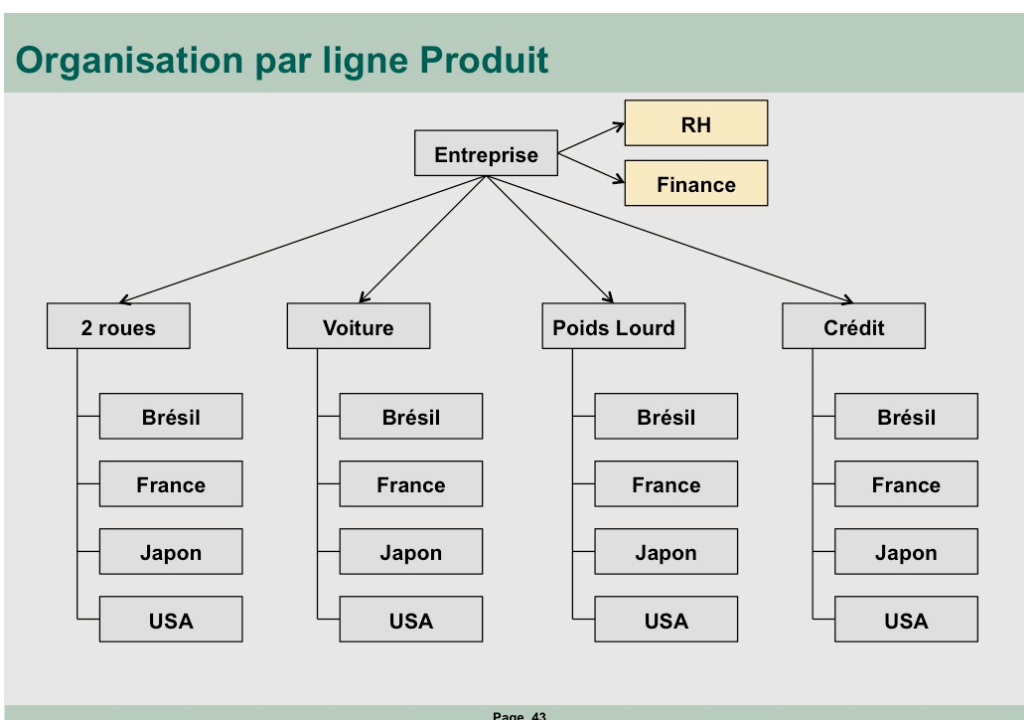 Organisation par ligne Produit
RH
Entreprise
Finance
2 roues
Voiture
Poids Lourd
Crédit
Brésil
Brésil
Brésil
Brésil
France
France
France
France
Japon
Japon
Japon
Japon
USA
USA
USA
USA
Page 43